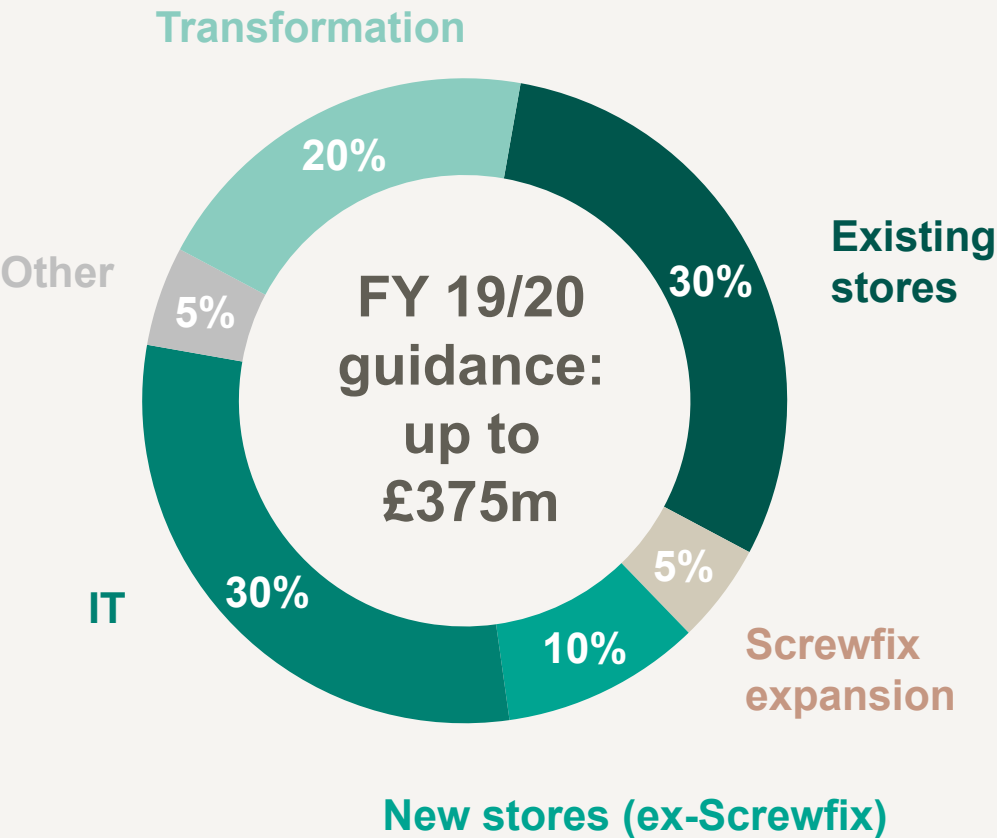 Transformation
20%
Existing
stores
30%
Other
5%
FY 19/20
guidance:
up to
£375m
5%
IT
30%
10%
Screwfix
expansion
New stores (ex-Screwfix)